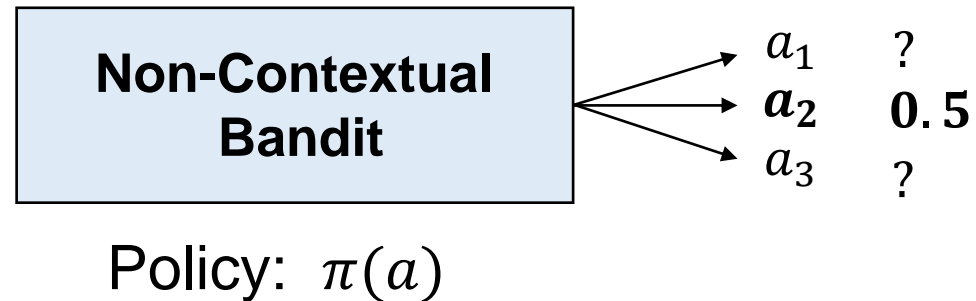 Non-Contextual
Bandit
a₁ ?
a₂ 0.5
a₃ ?
Policy: π(a)